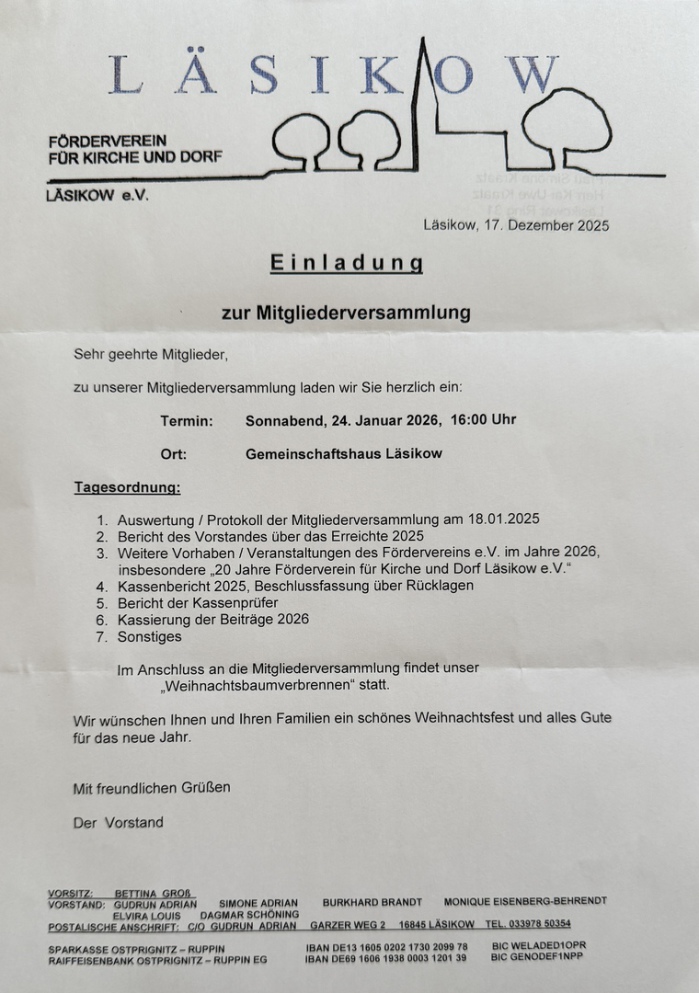 LÄSIKOW
FÖRDERVEREIN
FÜR KIRCHE UND DORF
LÄSIKOW e.V.
Läsikow, 17. Dezember 2025
Einladung
zur Mitgliederversammlung
Sehr geehrte Mitglieder,
zu unserer Mitgliederversammlung laden wir Sie herzlich ein:
Termin: Sonnabend, 24. Januar 2026, 16:00 Uhr
Ort: Gemeinschaftshaus Läsikow
Tagesordnung:
1. Auswertung / Protokoll der Mitgliederversammlung am 18.01.2025
2. Bericht des Vorstandes über das Erreichte 2025
3. Weitere Vorhaben / Veranstaltungen des Fördervereins e.V. im Jahre 2026,
insbesondere „20 Jahre Förderverein für Kirche und Dorf Läsikow e.V.“
4. Kassenbericht 2025, Beschlussfassung über Rücklagen
5. Bericht der Kassenprüfer
6. Kassierung der Beiträge 2026
7. Sonstiges
Im Anschluss an die Mitgliederversammlung findet unser
„Weihnachtsbaumverbrennen“ statt.
Wir wünschen Ihnen und Ihren Familien ein schönes Weihnachtsfest und alles Gute
für das neue Jahr.
Mit freundlichen Grüßen
Der Vorstand
VORSITZ: BETTINA GROß
VORSTAND: GUDRUN ADRIAN SIMONE ADRIAN BURKHARD BRANDT MONIQUE EISENBERG-BEHRENDT
ELVIRA LOUIS DAGMAR SCHÖNING
POSTALISCHE ANSCHRIFT: C/O GUDRUN ADRIAN GARZER WEG 2 16845 LÄSIKOW TEL. 033978 50354
SPARKASSE OSTPRIGNITZ – RUPPIN IBAN DE13 1605 0202 1730 2099 78 BIC WELADED1OPR
RAIFFEISENBANK OSTPRIGNITZ – RUPPIN EG IBAN DE69 1606 1938 0003 1201 39 BIC GENODEF1NPP